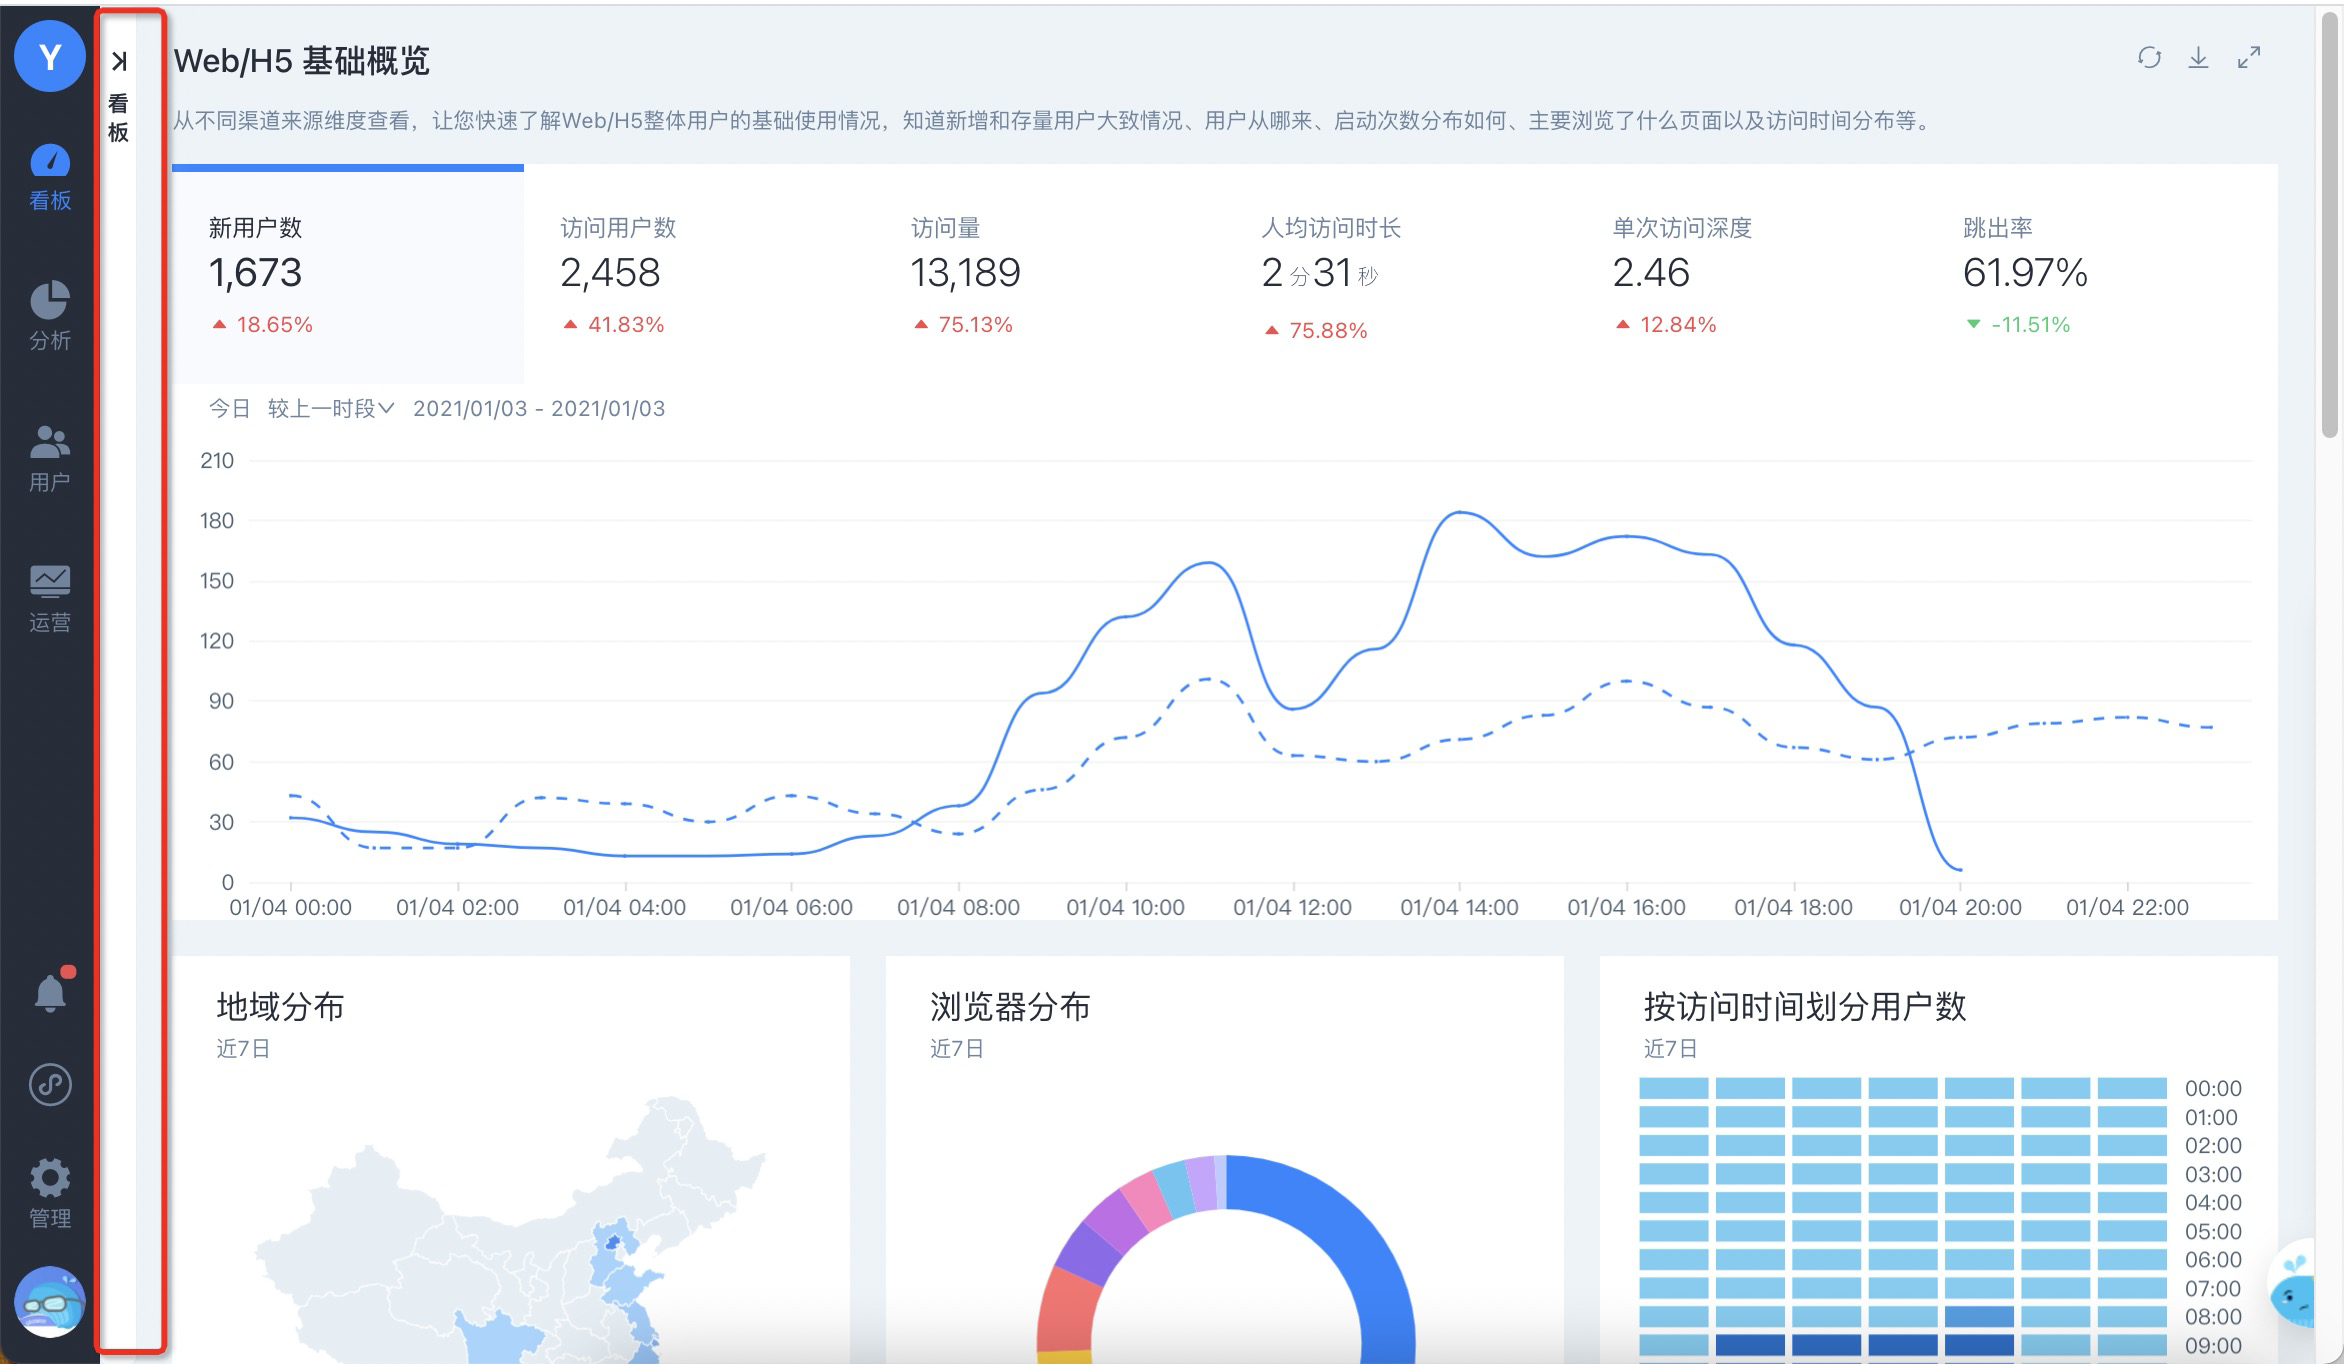 Y
看板
分析
用户
运营
管理
看
板
Web/H5 基础概览
从不同渠道来源维度查看，让您快速了解Web/H5整体用户的基础使用情况，知道新增和存量用户大致情况、用户从哪来、启动次数分布如何、主要浏览了什么页面以及访问时间分布等。
新用户数
1,673
18.65%
访问用户数
2,458
41.83%
访问量
13,189
75.13%
人均访问时长
2 分 31 秒
75.88%
单次访问深度
2.46
12.84%
跳出率
61.97%
-11.51%
今日 较上一时段 2021/01/03 - 2021/01/03
210
180
150
120
90
60
30
0
01/04 00:00 01/04 02:00 01/04 04:00 01/04 06:00 01/04 08:00 01/04 10:00 01/04 12:00 01/04 14:00 01/04 16:00 01/04 18:00 01/04 20:00 01/04 22:00
地域分布
近7日
浏览器分布
近7日
按访问时间划分用户数
近7日
00:00
01:00
02:00
03:00
04:00
05:00
06:00
07:00
08:00
09:00